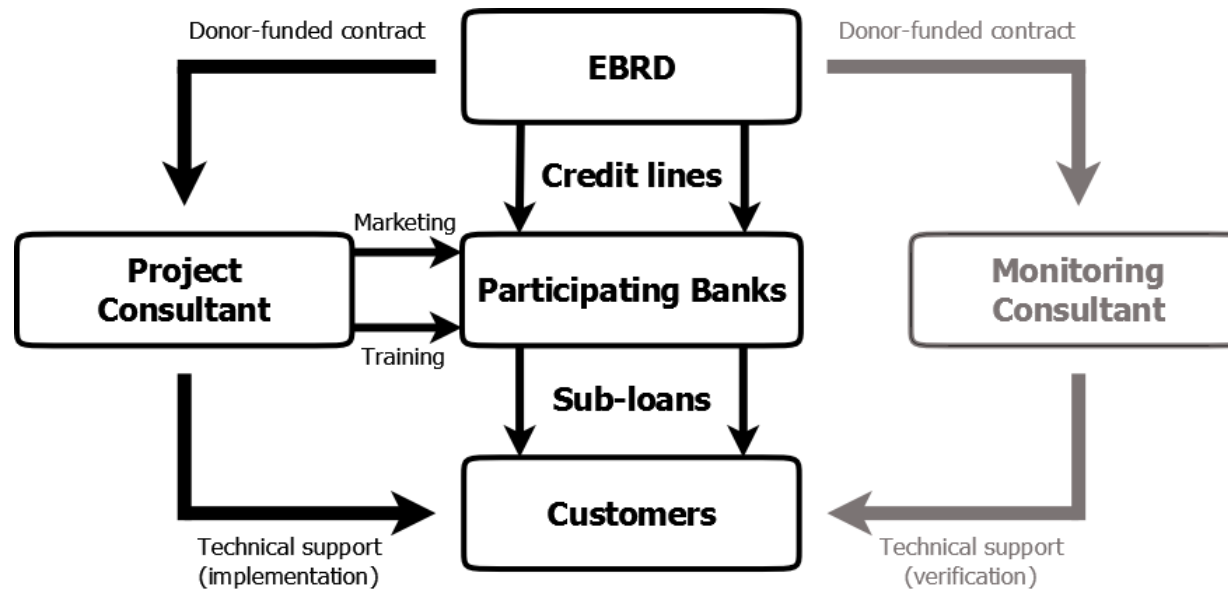 Donor-funded contract
EBRD
Donor-funded contract
Credit lines
Marketing
Project
Consultant
Participating Banks
Monitoring
Consultant
Training
Sub-loans
Customers
Technical support
(implementation)
Technical support
(verification)